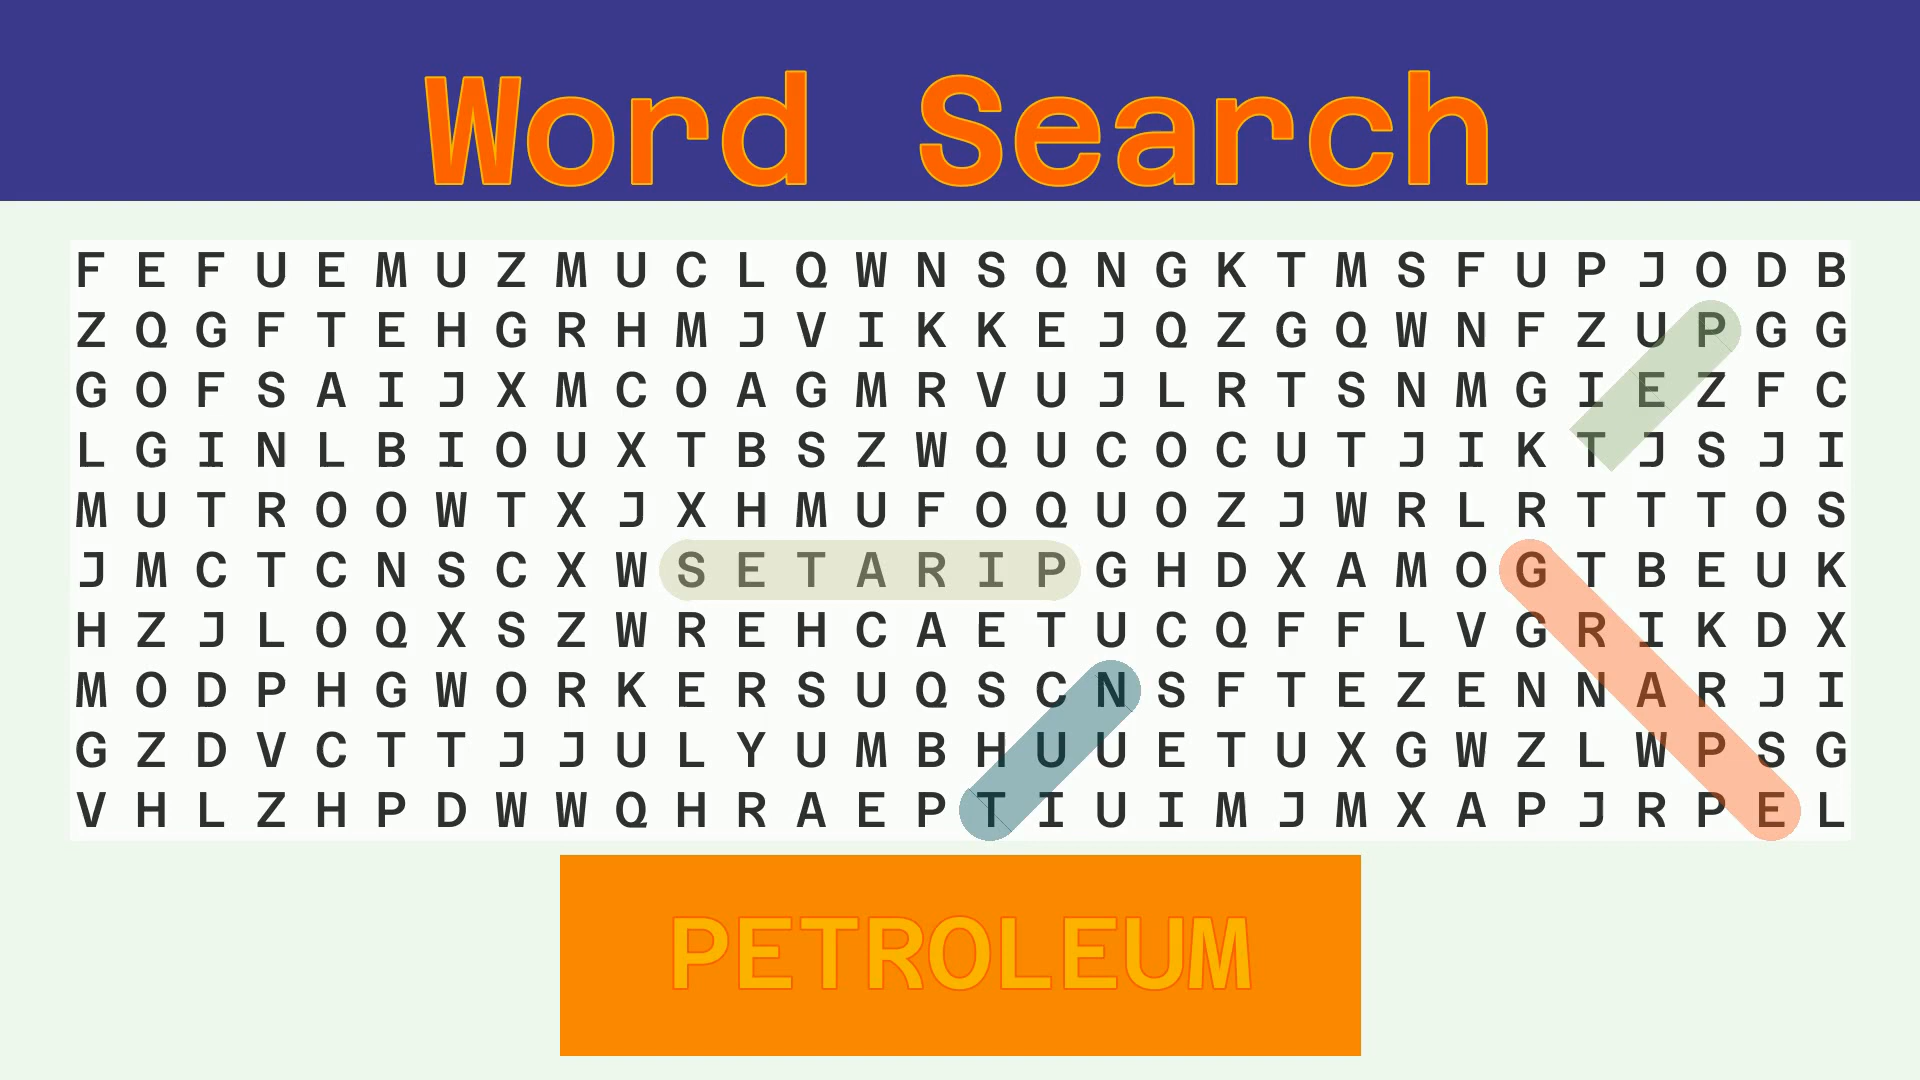 Word Search
F E F U E M U Z M U C L Q W N S Q N G K T M S F U P J O D B
Z Q G F T E H G R H M J V I K K E J Q Z G Q W N F Z U P G G
G O F S A I J X M C O A G M R V U J L R T S N M G I E Z F C
L G I N L B I O U X T B S Z W Q U C O C U T J I K T J S J I
M U T R O O W T X J X H M U F O Q U O Z J W R L R T T T O S
J M C T C N S C X W S E T A R I P G H D X A M O G T B E U K
H Z J L O Q X S Z W R E H C A E T U C Q F F L V G R I K D X
M O D P H G W O R K E R S U Q S C N S F T E Z E N N A R J I
G Z D V C T T J J U L Y U M B H U U E T U X G W Z L W P S G
V H L Z H P D W W Q H R A E P T I U I M J M X A P J R P E L
PETROLEUM